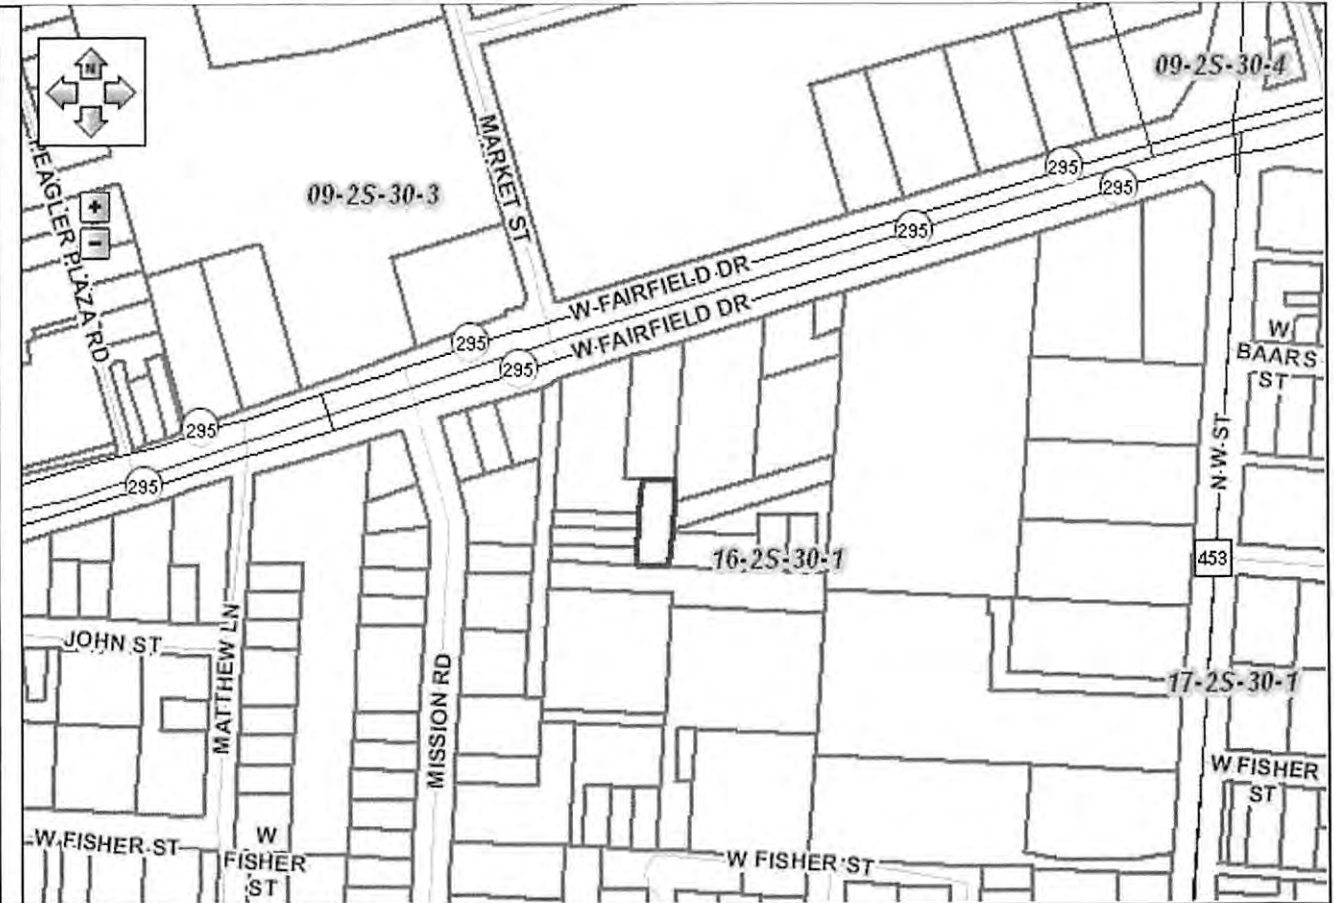 09-2S-30-4
N
MARKET ST
295
295
09-2S-30-3
295
+
-
EAGLER PLAZA RD
W FAIRFIELD DR
W FAIRFIELD DR
W
BAARS
ST
295
295
295
295
N W ST
16-2S-30-1
453
JOHN ST
MATTHEW LN
MISSION RD
17-2S-30-1
W FISHER
ST
W FISHER ST
W
FISHER
ST
W FISHER ST